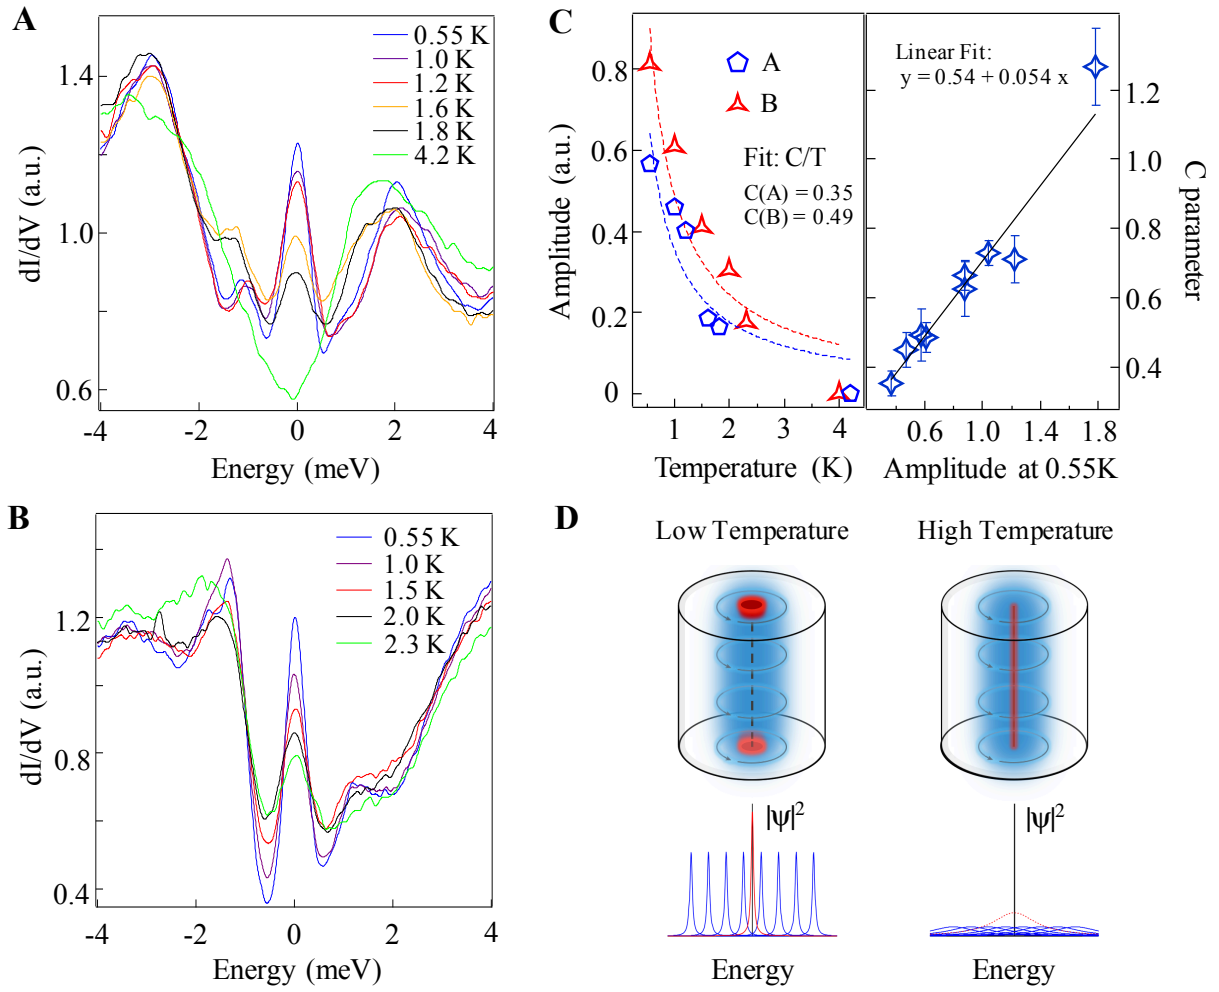 A
0.55 K
1.0 K
1.2 K
1.6 K
1.8 K
4.2 K
1.4
1.0
0.6
dI/dV (a.u.)
-4
-2
0
2
4
Energy (meV)
B
0.55 K
1.0 K
1.5 K
2.0 K
2.3 K
1.2
0.8
0.4
dI/dV (a.u.)
-4
-2
0
2
4
Energy (meV)
C
A
B
Fit: C/T
C(A) = 0.35
C(B) = 0.49
0.8
0.6
0.4
0.2
0
Amplitude (a.u.)
1
2
3
4
Temperature (K)
Linear Fit:
y = 0.54 + 0.054 x
1.2
1.0
0.8
0.6
0.4
C parameter
0.6
1.0
1.4
1.8
Amplitude at 0.55K
D
Low Temperature
|ψ|²
Energy
High Temperature
|ψ|²
Energy